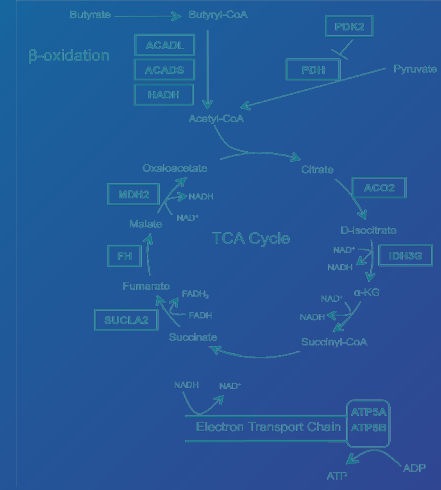 Butyrate
Butyryl-CoA
PDK2
β-oxidation
ACADL
ACADS
HADH
PDH
Pyruvate
Acetyl-CoA
Oxaloacetate
Citrate
MDH2
NADH
NAD⁺
ACO2
Malate
D-isocitrate
TCA Cycle
FH
NAD⁺
NADH
IDH3G
Fumarate
FADH₂
FADH
α-KG
NAD⁺
NADH
SUCLA2
Succinate
Succinyl-CoA
NADH
NAD⁺
Electron Transport Chain
ATP5A
ATP5B
ATP
ADP